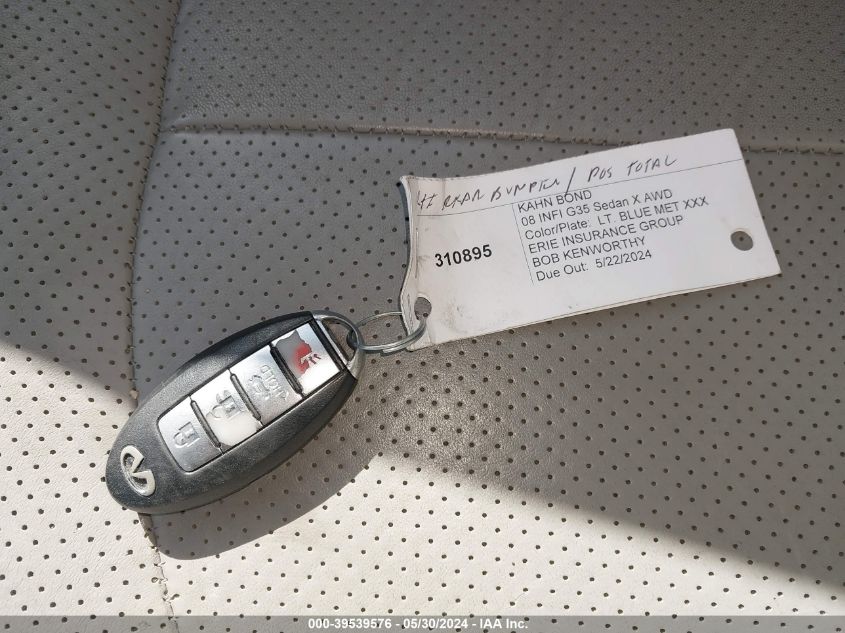 REAR BUMPER / POS TOTAL
KAHN BOND
08 INFI G35 Sedan X AWD
Color/Plate: LT. BLUE MET XXX
ERIE INSURANCE GROUP
BOB KENWORTHY
Due Out: 5/22/2024
310895
HOLD
000-39539576 - 05/30/2024 - IAA Inc.